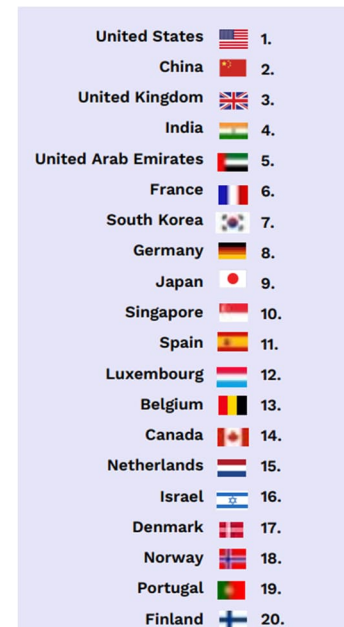 United States 1.
China 2.
United Kingdom 3.
India 4.
United Arab Emirates 5.
France 6.
South Korea 7.
Germany 8.
Japan 9.
Singapore 10.
Spain 11.
Luxembourg 12.
Belgium 13.
Canada 14.
Netherlands 15.
Israel 16.
Denmark 17.
Norway 18.
Portugal 19.
Finland 20.